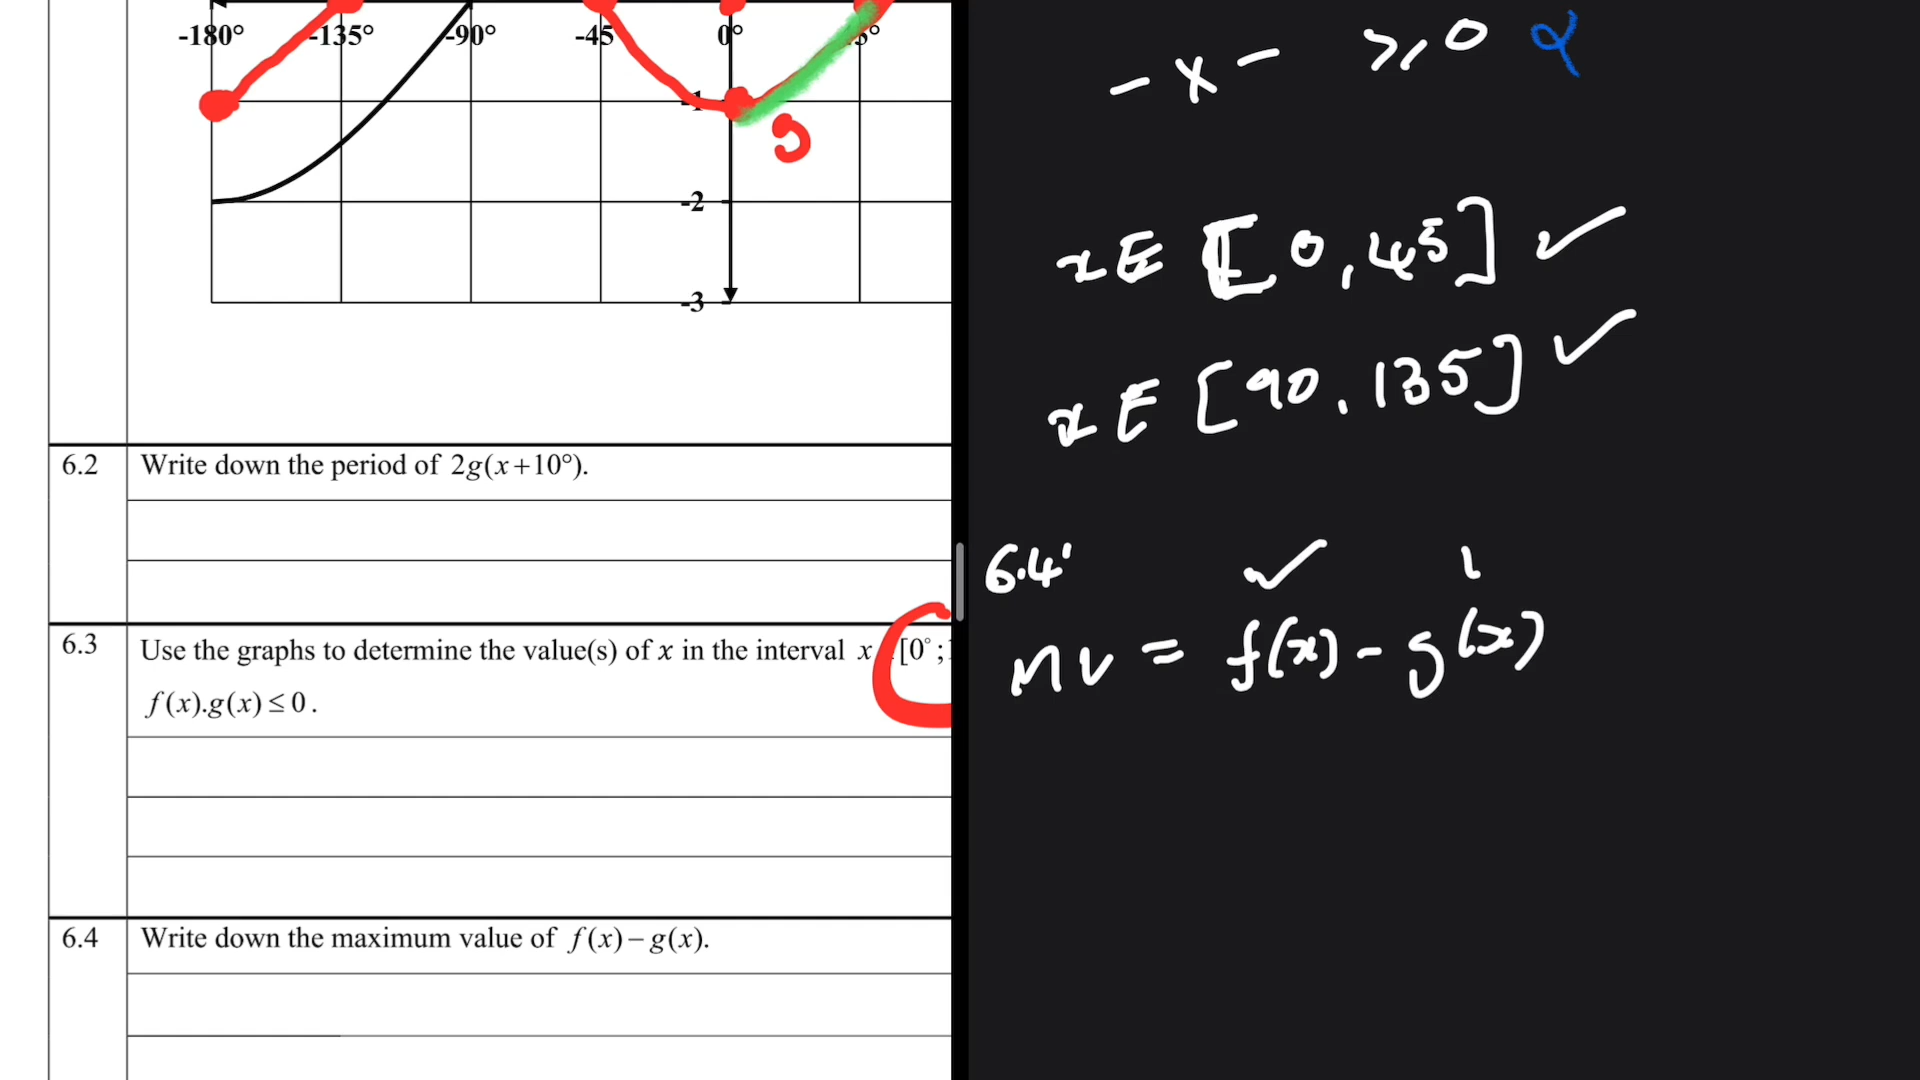 -180° -135° -90° -45 0°
-1
-2
-3
6.2 Write down the period of 2g(x+10°).
6.3 Use the graphs to determine the value(s) of x in the interval x [0°;
f(x).g(x) ≤ 0.
6.4 Write down the maximum value of f(x) – g(x).
g
- x - ≥ 0
x E [0, 45] ✓
x E [90, 135] ✓
6.4
✓
MV = f(x) - g(x)